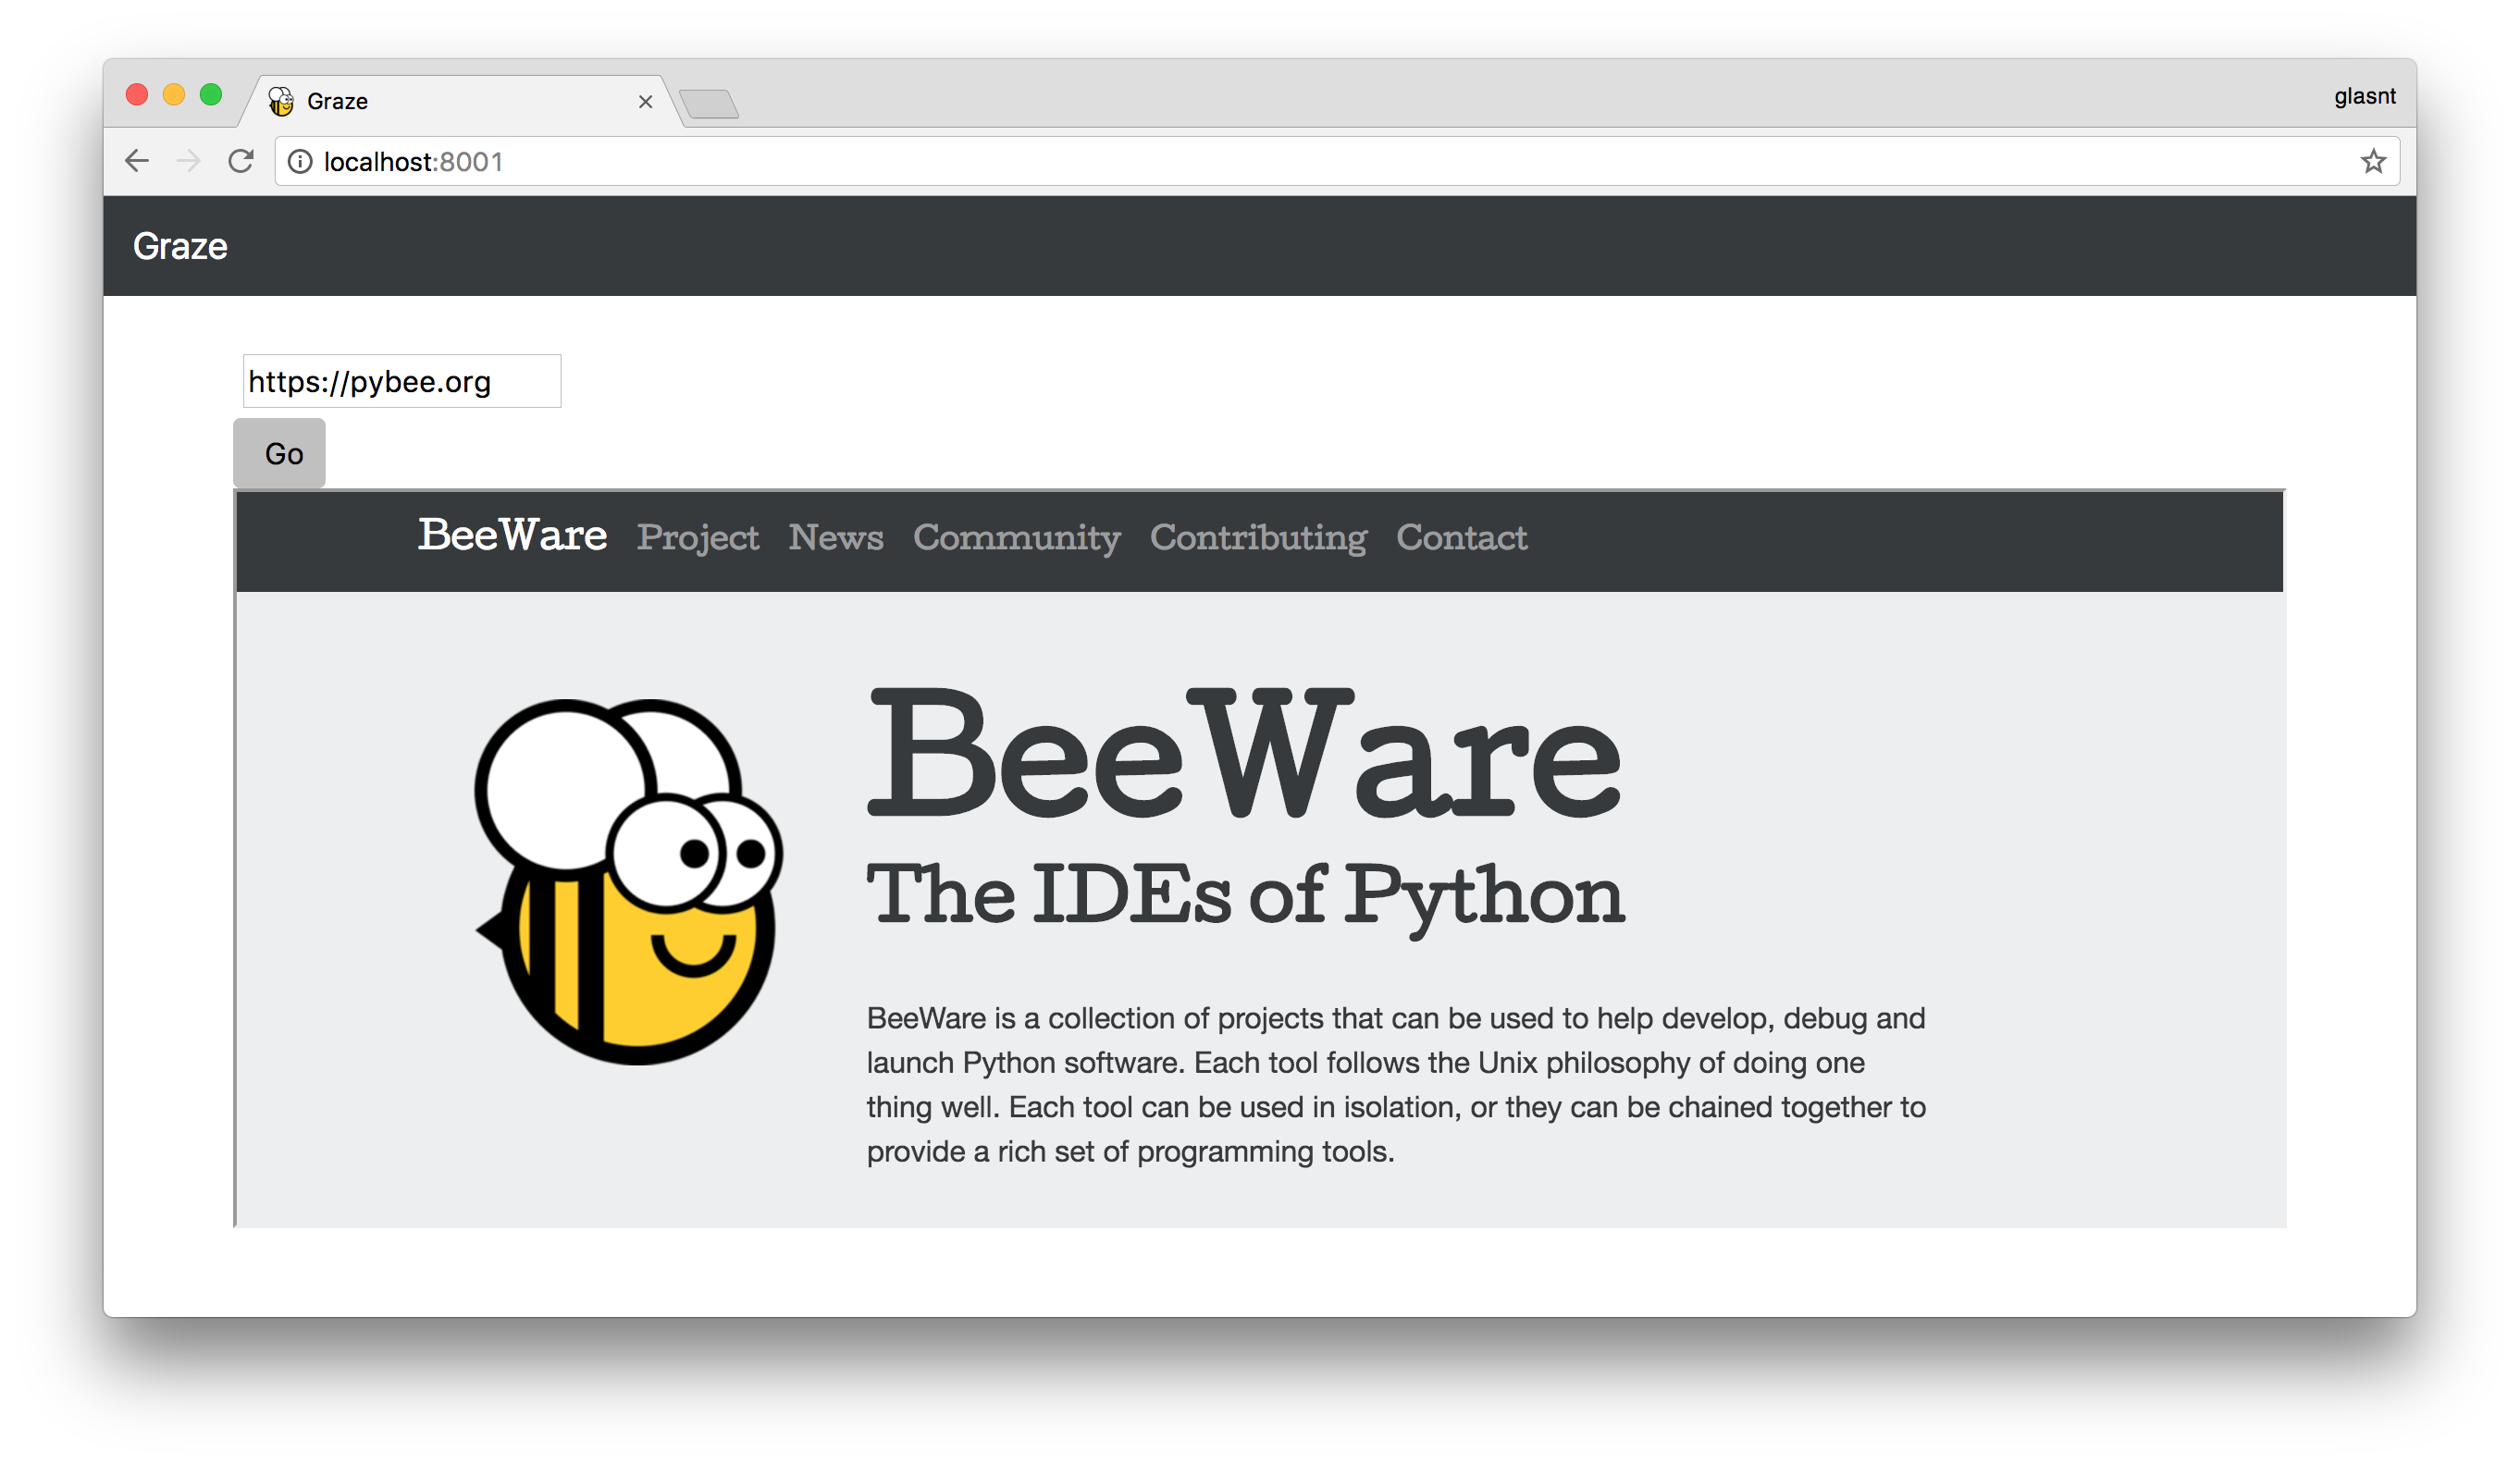 Graze
glasnt
localhost:8001
Graze
https://pybee.org
Go
BeeWare Project News Community Contributing Contact
BeeWare
The IDEs of Python
BeeWare is a collection of projects that can be used to help develop, debug and
launch Python software. Each tool follows the Unix philosophy of doing one
thing well. Each tool can be used in isolation, or they can be chained together to
provide a rich set of programming tools.